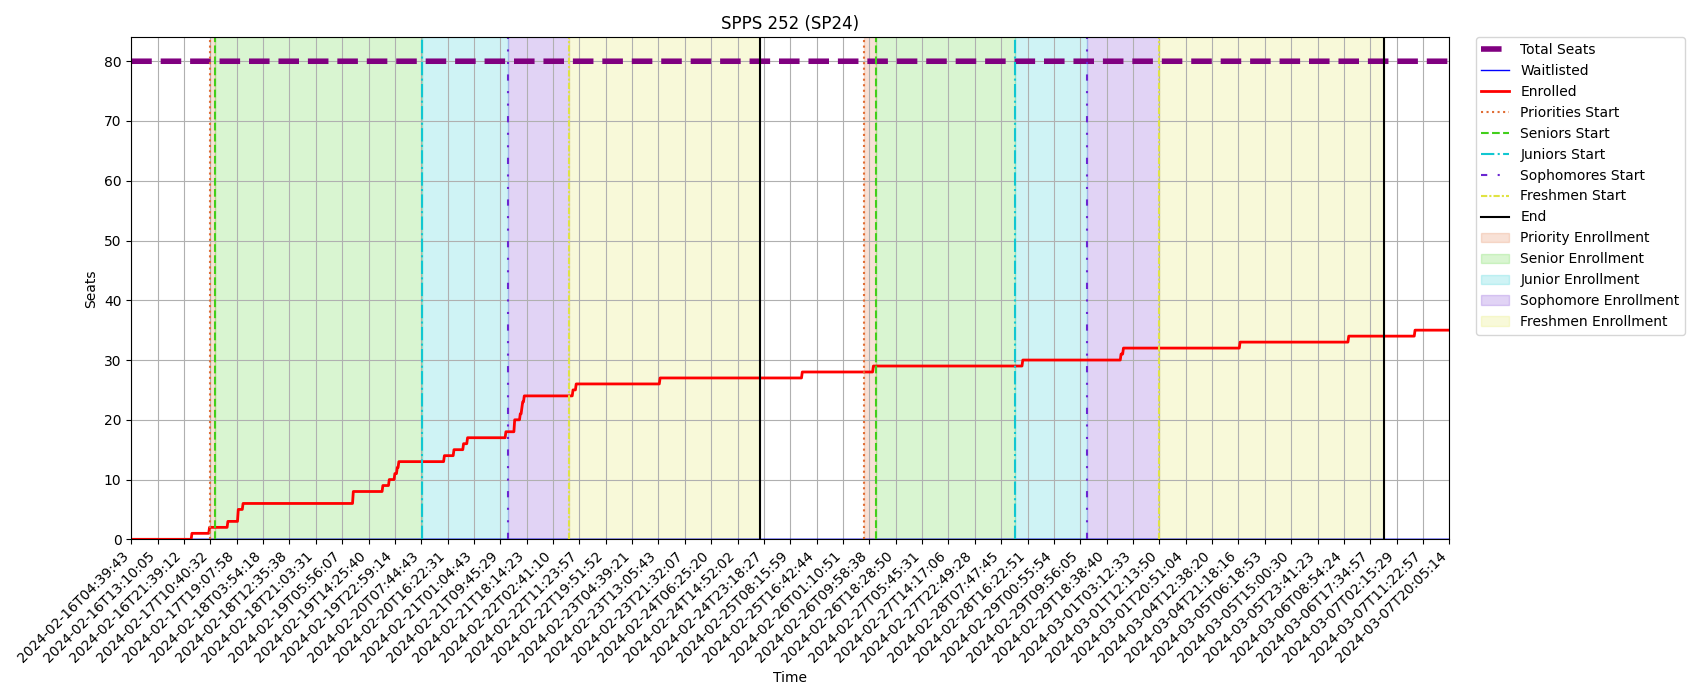 SPPS 252 (SP24)
Total Seats
Waitlisted
Enrolled
Priorities Start
Seniors Start
Juniors Start
Sophomores Start
Freshmen Start
End
Priority Enrollment
Senior Enrollment
Junior Enrollment
Sophomore Enrollment
Freshmen Enrollment
Seats
80
70
60
50
40
30
20
10
0
2024-02-16T04:39:43
2024-02-16T13:10:05
2024-02-16T21:39:12
2024-02-17T10:40:32
2024-02-17T19:07:58
2024-02-18T03:54:18
2024-02-18T12:35:38
2024-02-18T21:03:31
2024-02-19T05:56:07
2024-02-19T14:25:40
2024-02-19T22:59:14
2024-02-20T07:44:43
2024-02-20T16:22:31
2024-02-21T01:04:43
2024-02-21T09:45:29
2024-02-21T18:14:23
2024-02-22T02:41:10
2024-02-22T11:23:57
2024-02-22T19:51:52
2024-02-23T04:39:21
2024-02-23T13:05:43
2024-02-23T21:32:07
2024-02-24T06:25:20
2024-02-24T14:52:02
2024-02-24T23:18:27
2024-02-25T08:15:59
2024-02-25T16:42:44
2024-02-26T01:10:51
2024-02-26T09:58:38
2024-02-26T18:28:50
2024-02-27T05:45:31
2024-02-27T14:17:06
2024-02-27T22:49:28
2024-02-28T07:47:45
2024-02-28T16:22:51
2024-02-29T00:55:54
2024-02-29T09:56:05
2024-02-29T18:38:40
2024-03-01T03:12:33
2024-03-01T12:13:50
2024-03-01T20:51:04
2024-03-04T12:38:20
2024-03-04T21:18:16
2024-03-05T06:18:53
2024-03-05T15:00:30
2024-03-05T23:41:23
2024-03-06T08:54:24
2024-03-06T17:34:57
2024-03-07T02:15:29
2024-03-07T11:22:57
2024-03-07T20:05:14
Time